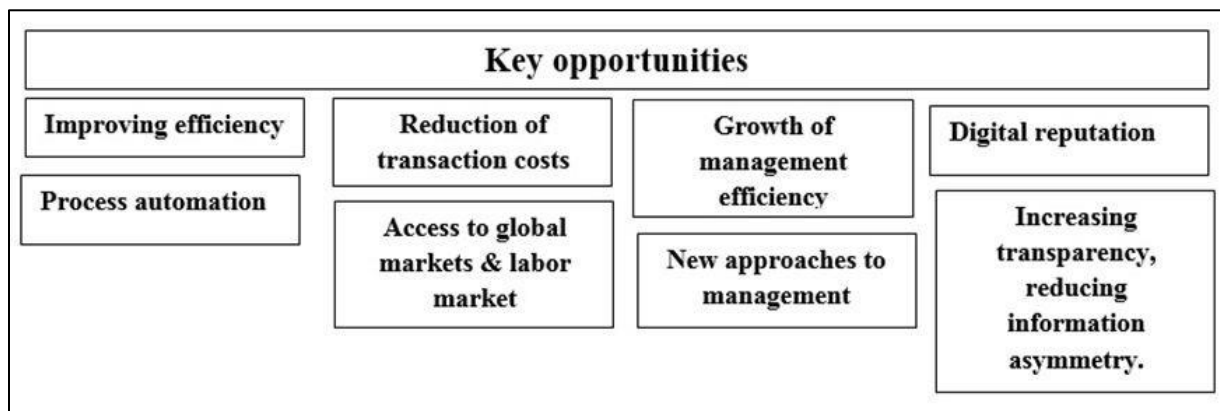 Key opportunities
Improving efficiency
Process automation
Reduction of
transaction costs
Access to global
markets & labor
market
Growth of
management
efficiency
New approaches to
management
Digital reputation
Increasing
transparency,
reducing
information
asymmetry.